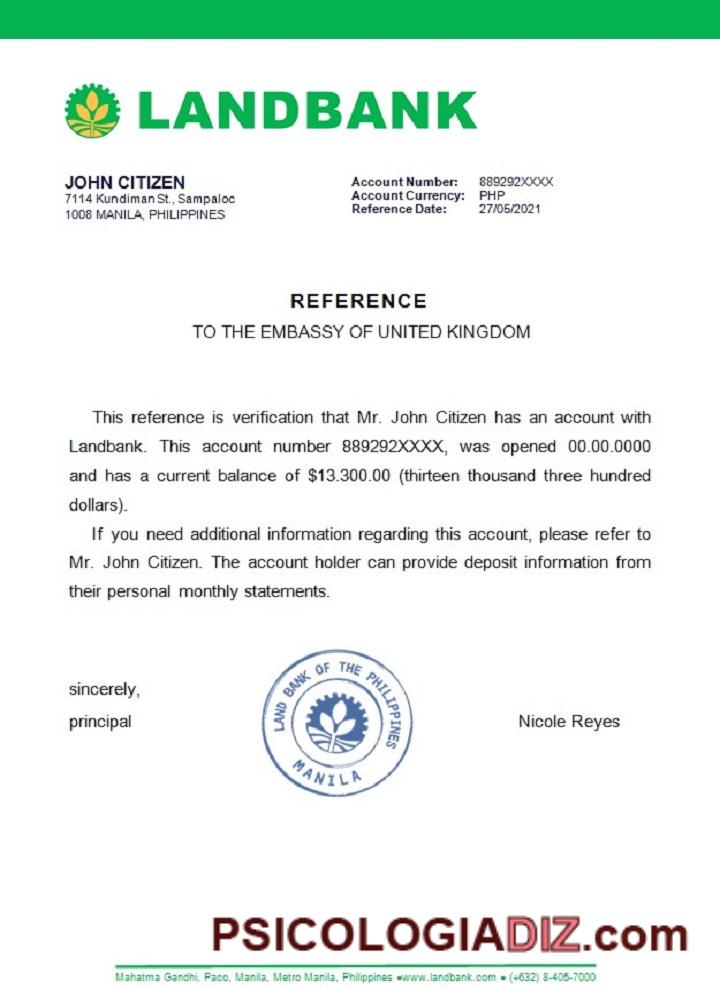 LANDBANK
JOHN CITIZEN
7114 Kundiman St., Sampaloc
1008 MANILA, PHILIPPINES
Account Number: 889292XXXX
Account Currency: PHP
Reference Date: 27/05/2021
REFERENCE
TO THE EMBASSY OF UNITED KINGDOM
This reference is verification that Mr. John Citizen has an account with
Landbank. This account number 889292XXXX, was opened 00.00.0000
and has a current balance of $13.300.00 (thirteen thousand three hundred
dollars).
If you need additional information regarding this account, please refer to
Mr. John Citizen. The account holder can provide deposit information from
their personal monthly statements.
sincerely,
principal
LAND BANK OF THE PHILIPPINES
MANILA
Nicole Reyes
PSICOLOGIADIZ.com
Mahatma Gandhi, Paco, Manila, Metro Manila, Philippines ●www.landbank.com ● (+632) 8-405-7000